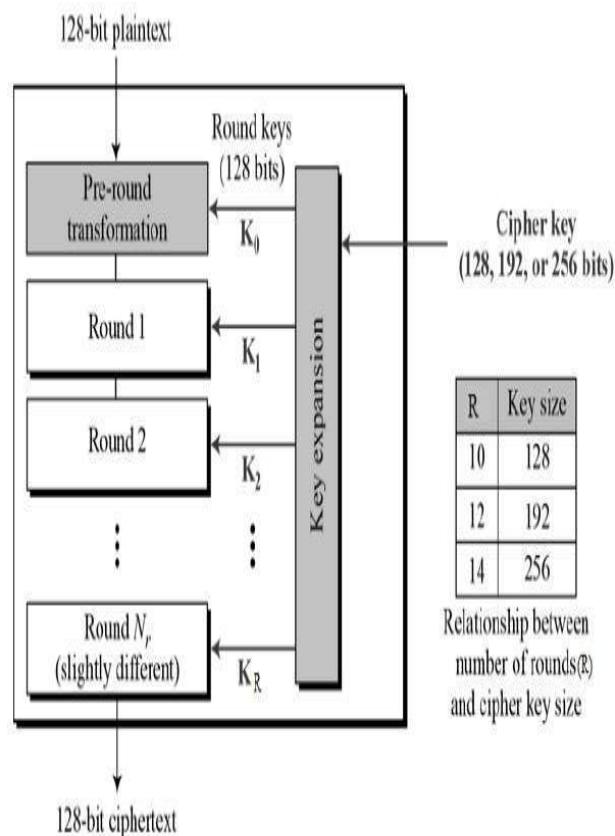 128-bit plaintext
Round keys
(128 bits)
Pre-round
transformation
K0
Cipher key
(128, 192, or 256 bits)
Round 1
K1
Key expansion
R Key size
10 128
12 192
14 256
Round 2
K2
Relationship between
number of rounds(R)
and cipher key size
Round Nr
(slightly different)
KR
128-bit ciphertext